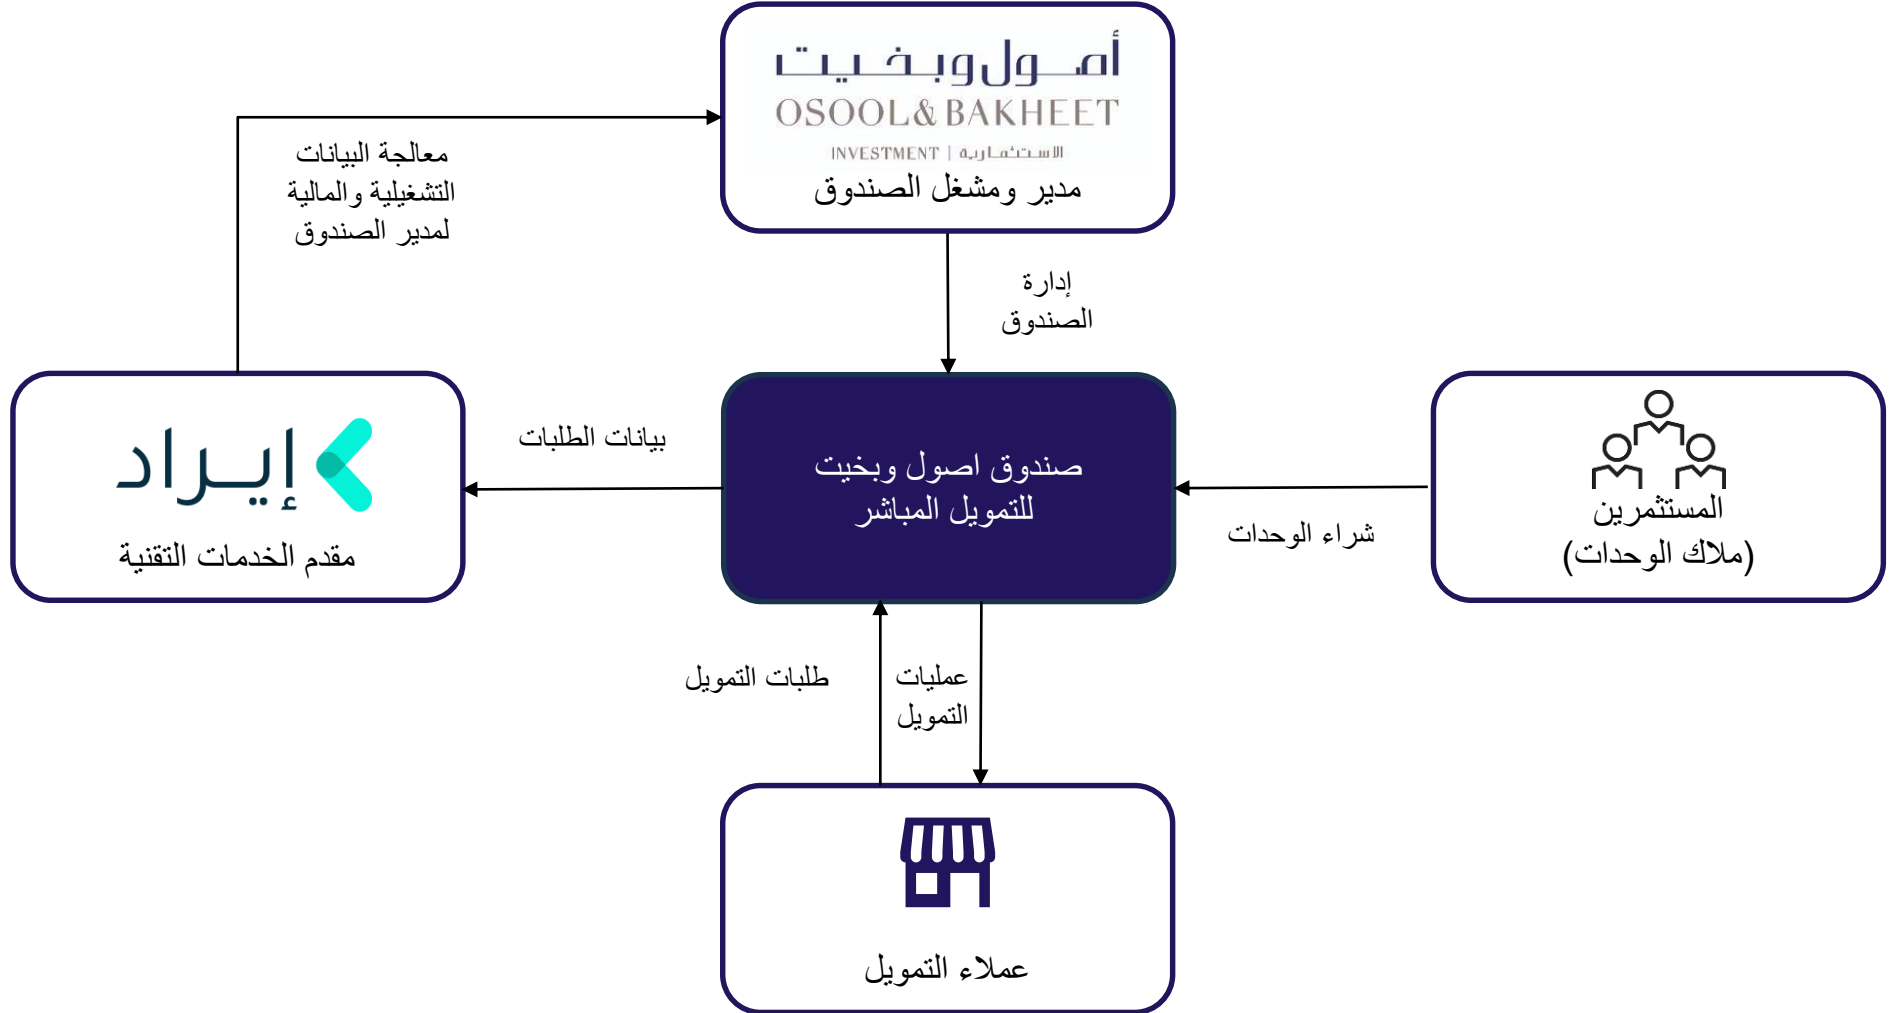 أصول وبخيت
OSOOL & BAKHEET
INVESTMENT | الاستثمارية
مدير ومشغل الصندوق
معالجة البيانات
التشغيلية والمالية
لمدير الصندوق
إدارة
الصندوق
المستثمرين
(ملاك الوحدات)
شراء الوحدات
صندوق اصول وبخيت
للتمويل المباشر
بيانات الطلبات
إيراد
مقدم الخدمات التقنية
عمليات
التمويل
طلبات التمويل
عملاء التمويل